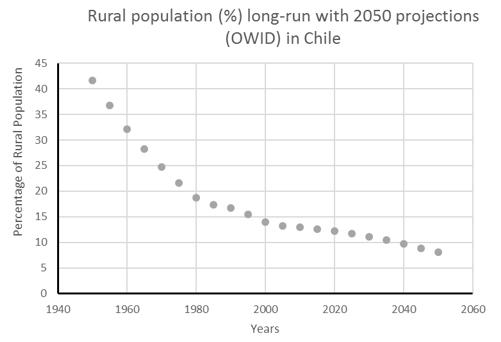 Rural population (%) long-run with 2050 projections
(OWID) in Chile
Percentage of Rural Population
45
40
35
30
25
20
15
10
5
0
1940 1960 1980 2000 2020 2040 2060
Years